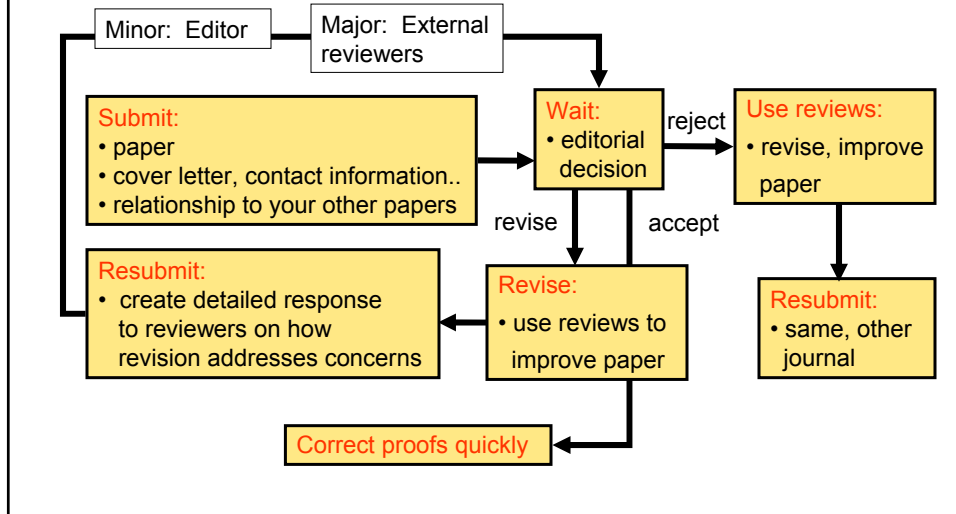 Minor: Editor
Major: External
reviewers
Submit:
• paper
• cover letter, contact information..
• relationship to your other papers
Wait:
• editorial
decision
reject
Use reviews:
• revise, improve
paper
revise
accept
Resubmit:
• create detailed response
to reviewers on how
revision addresses concerns
Revise:
• use reviews to
improve paper
Resubmit:
• same, other
journal
Correct proofs quickly